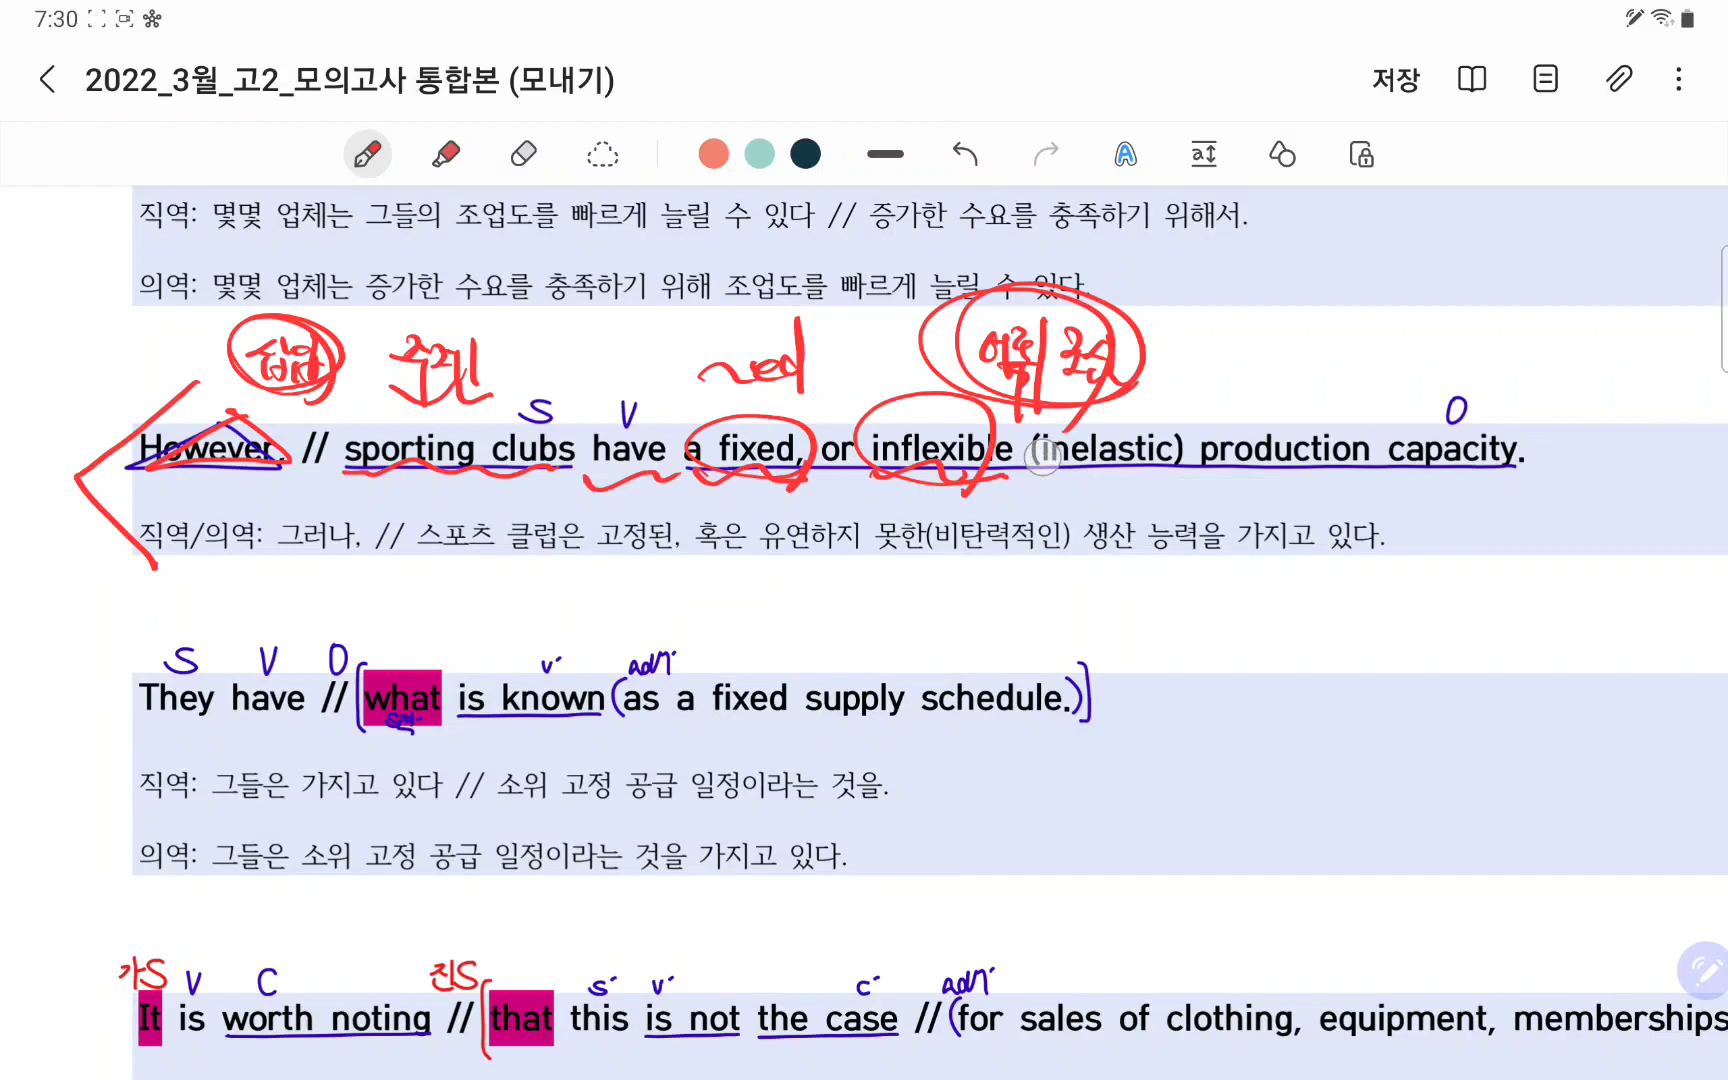 7:30
2022_3월_고2_모의고사 통합본 (모내기)
저장
직역: 몇몇 업체는 그들의 조업도를 빠르게 늘릴 수 있다 // 증가한 수요를 충족하기 위해서.
의역: 몇몇 업체는 증가한 수요를 충족하기 위해 조업도를 빠르게 늘릴 수 있다.
삽입 주제 ~ed 어휘
S V O
However, // sporting clubs have a fixed, or inflexible (inelastic) production capacity.
직역/의역: 그러나, // 스포츠 클럽은 고정된, 혹은 유연하지 못한(비탄력적인) 생산 능력을 가지고 있다.
S V O v'
They have // [what is known (as a fixed supply schedule.)]
직역: 그들은 가지고 있다 // 소위 고정 공급 일정이라는 것을.
의역: 그들은 소위 고정 공급 일정이라는 것을 가지고 있다.
가S V C 진S s' v' c'
It is worth noting // [that this is not the case // (for sales of clothing, equipment, memberships